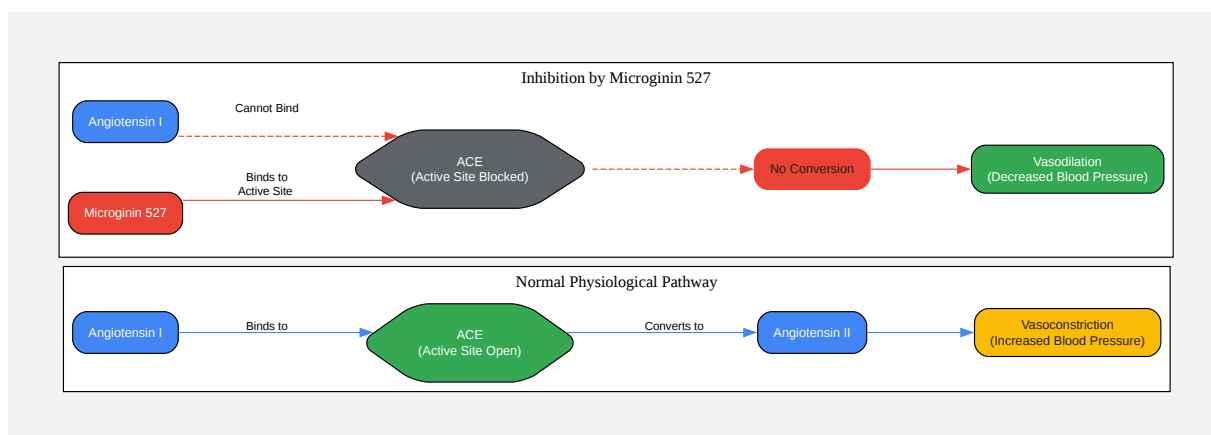 Inhibition by Microginin 527
Angiotensin I
Cannot Bind
ACE
(Active Site Blocked)
Binds to
Active Site
Microginin 527
No Conversion
Vasodilation
(Decreased Blood Pressure)
Normal Physiological Pathway
Angiotensin I
Binds to
ACE
(Active Site Open)
Converts to
Angiotensin II
Vasoconstriction
(Increased Blood Pressure)